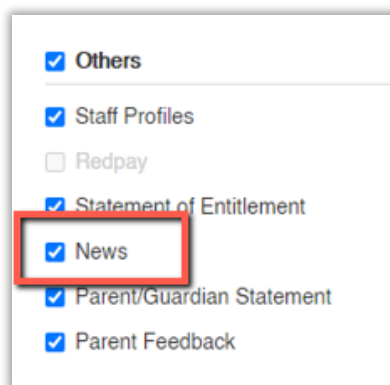 Others
Staff Profiles
Redpay
Statement of Entitlement
News
Parent/Guardian Statement
Parent Feedback